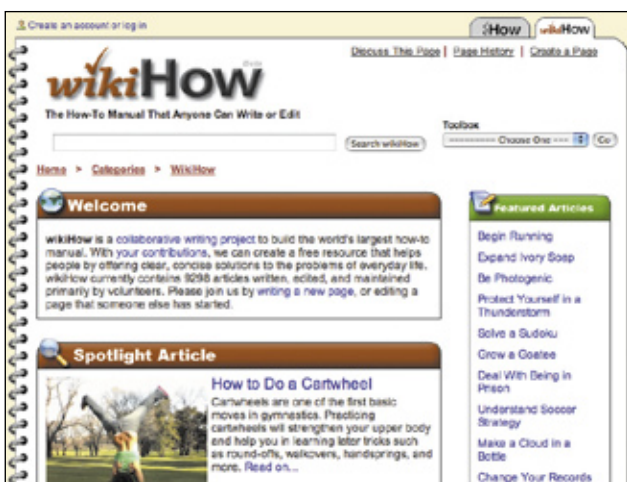 Create an account or log in
eHow
wikiHow
Discuss This Page | Page History | Create a Page
wikiHow
Beta
The How-To Manual That Anyone Can Write or Edit
Search wikiHow
Toolbox
---------- Choose One ----
Go
Home > Categories > WikiHow
Welcome
wikiHow is a collaborative writing project to build the world's largest how-to
manual. With your contributions, we can create a free resource that helps
people by offering clear, concise solutions to the problems of everyday life.
wikiHow currently contains 9298 articles written, edited, and maintained
primarily by volunteers. Please join us by writing a new page, or editing a
page that someone else has started.
Spotlight Article
How to Do a Cartwheel
Cartwheels are one of the first basic
moves in gymnastics. Practicing
cartwheels will strengthen your upper body
and help you in learning later tricks such
as round-offs, walkovers, handsprings, and
more. Read on...
Featured Articles
Begin Running
Expand Ivory Soap
Be Photogenic
Protect Yourself in a
Thunderstorm
Solve a Sudoku
Grow a Goatee
Deal With Being in
Prison
Understand Soccer
Strategy
Make a Cloud in a
Bottle
Change Your Records